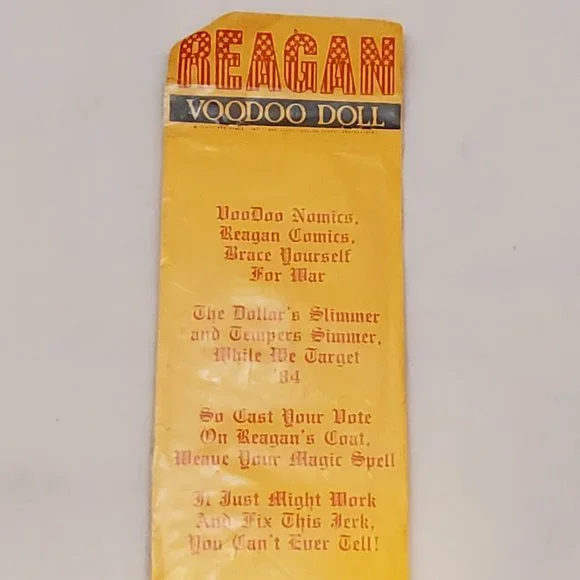 REAGAN
VOODOO DOLL
VooDoo Nomics,
Reagan Comics,
Brace Yourself
For War
The Dollar's Slimmer
and Tempers Simmer,
While We Target
'84
So Cast Your Vote
On Reagan's Coat,
Weave Your Magic Spell
It Just Might Work
And Fix This Jerk,
You Can't Ever Tell!